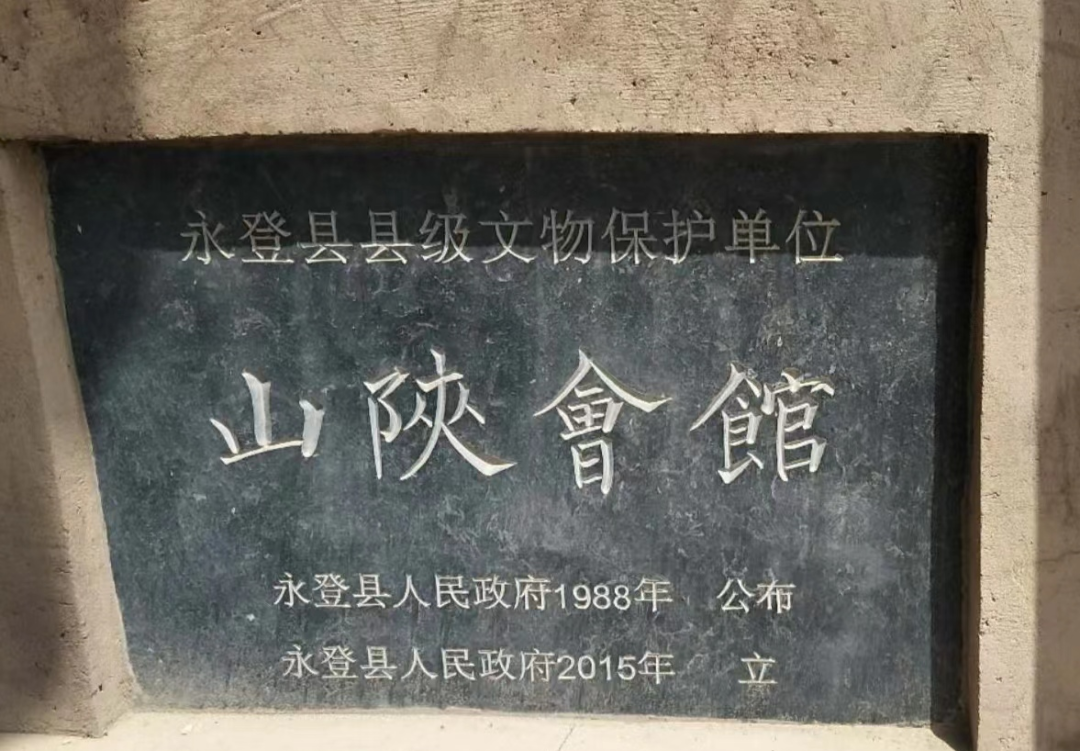 永登县县级文物保护单位
山陝會館
永登县人民政府1988年 公布
永登县人民政府2015年 立